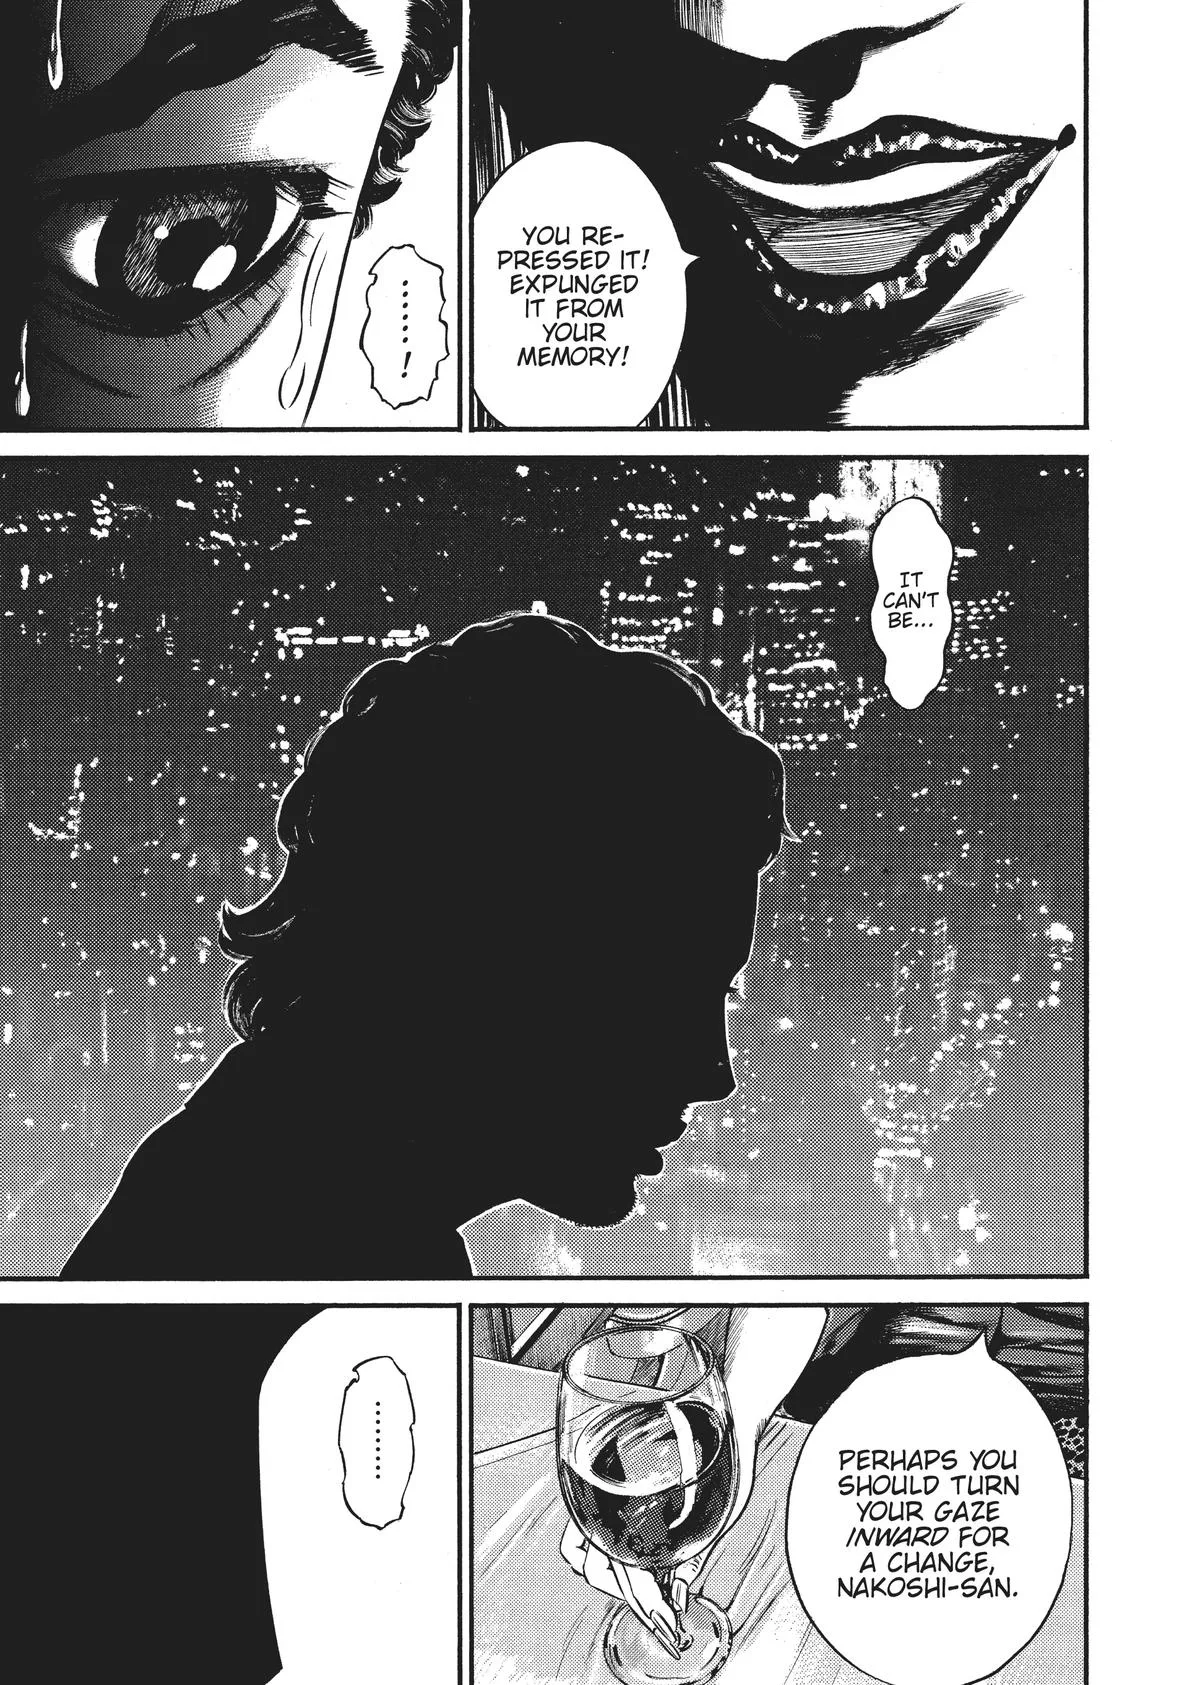 YOU RE-
PRESSED IT!
EXPUNGED
IT FROM
YOUR
MEMORY!
.......!
IT
CAN'T
BE...
PERHAPS YOU
SHOULD TURN
YOUR GAZE
INWARD FOR
A CHANGE,
NAKOSHI-SAN.
........